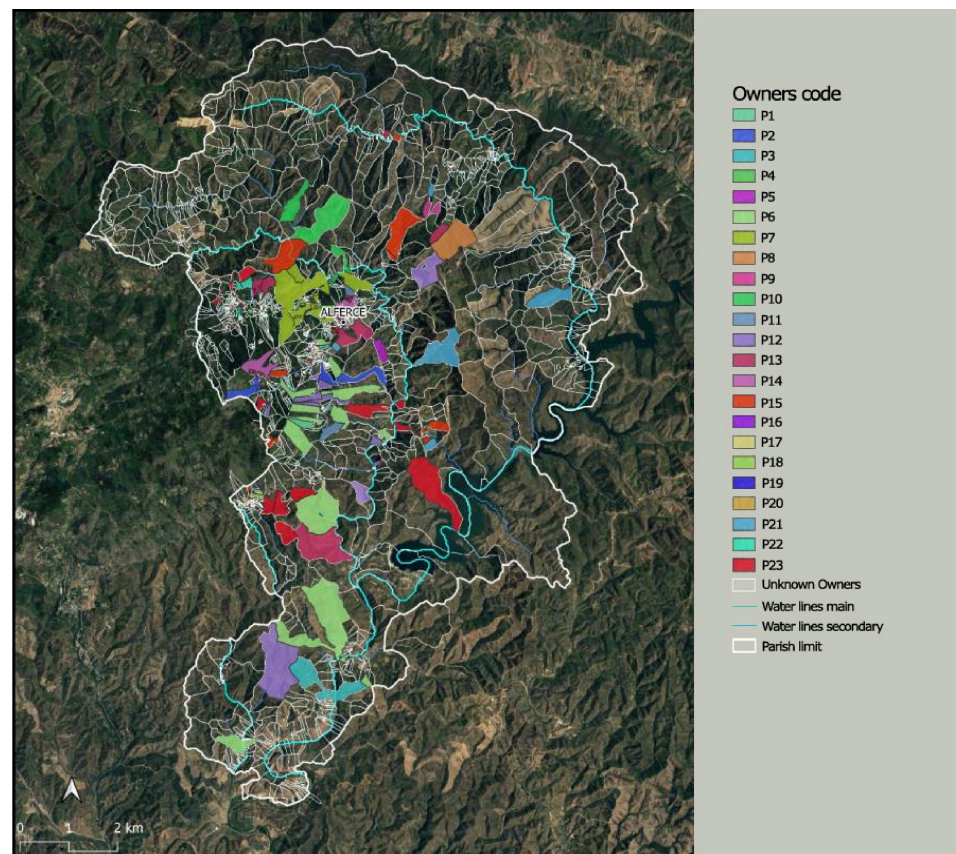 ALFERCE
0 1 2 km
Owners code
P1
P2
P3
P4
P5
P6
P7
P8
P9
P10
P11
P12
P13
P14
P15
P16
P17
P18
P19
P20
P21
P22
P23
Unknown Owners
Water lines main
Water lines secondary
Parish limit